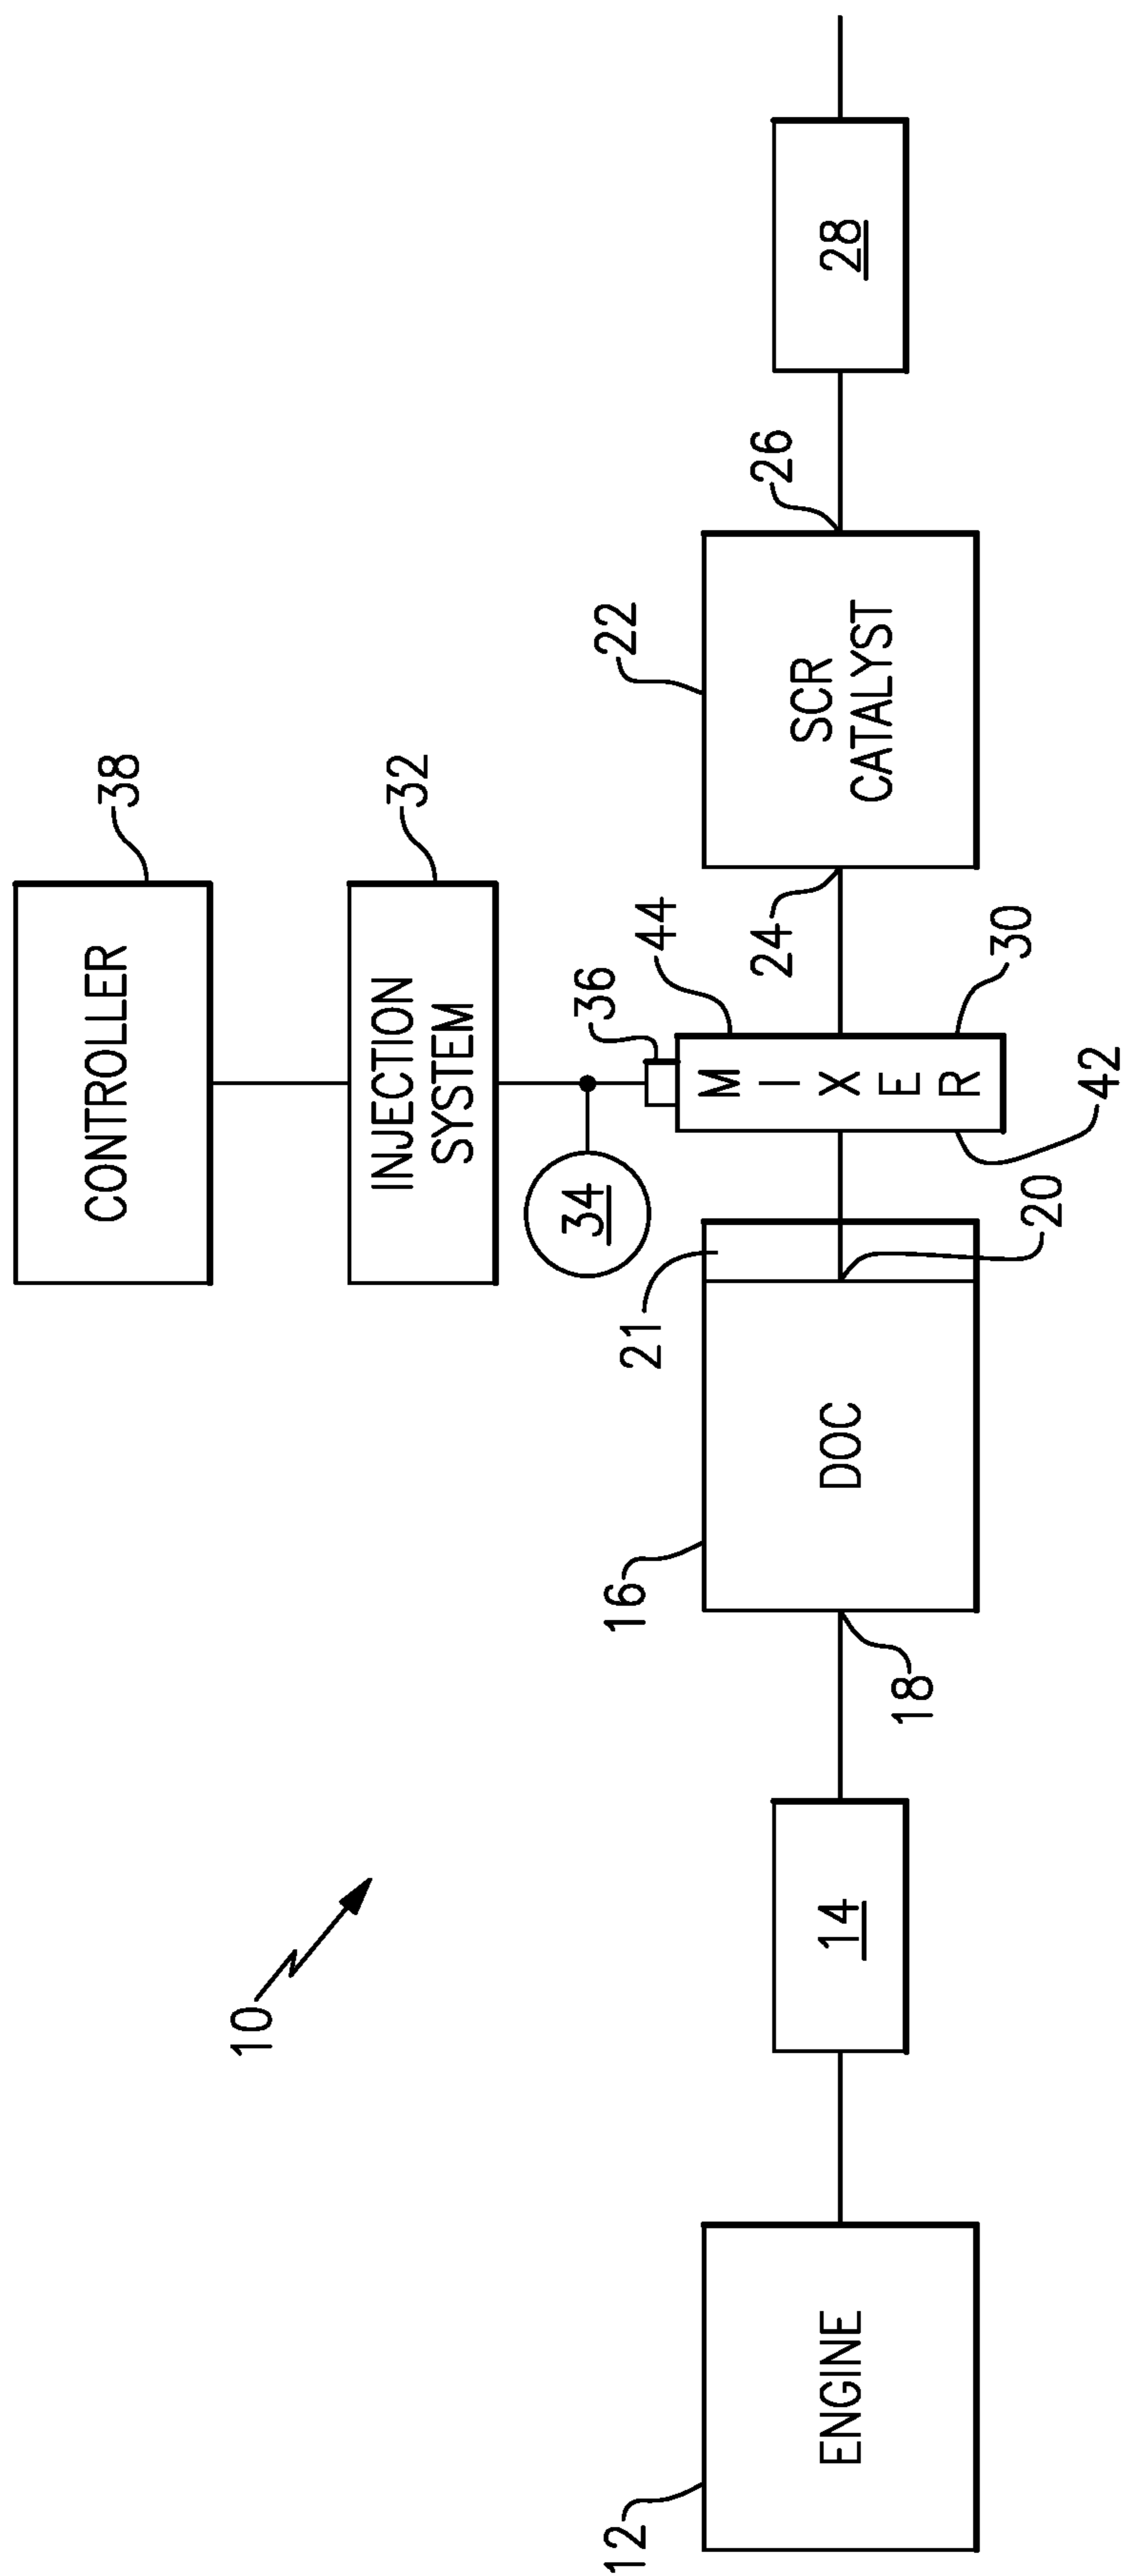 10
CONTROLLER
38
INJECTION
SYSTEM
32
34
36
44
12
ENGINE
14
16
18
DOC
21
20
MIXER
42
30
24
22
SCR
CATALYST
26
28